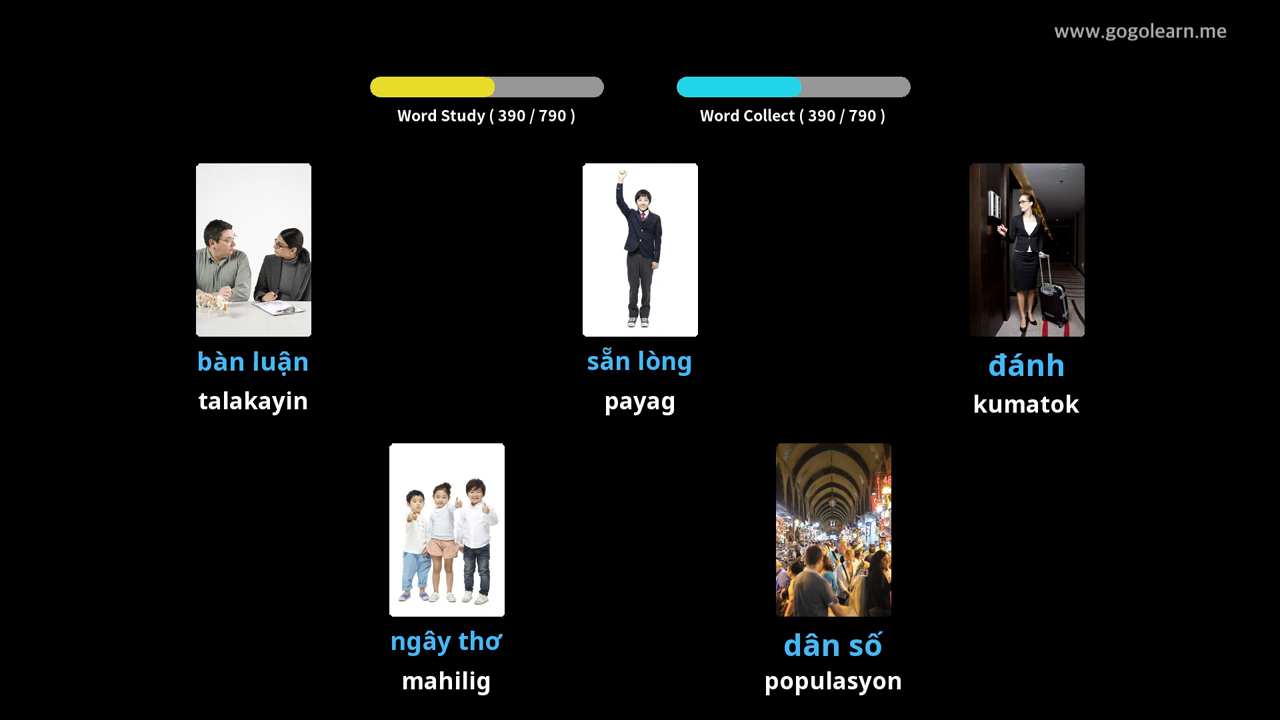 www.gogolearn.me
Word Study ( 390 / 790 )
Word Collect ( 390 / 790 )
bàn luận
talakayin
sẵn lòng
payag
đánh
kumatok
ngây thơ
mahilig
dân số
populasyon